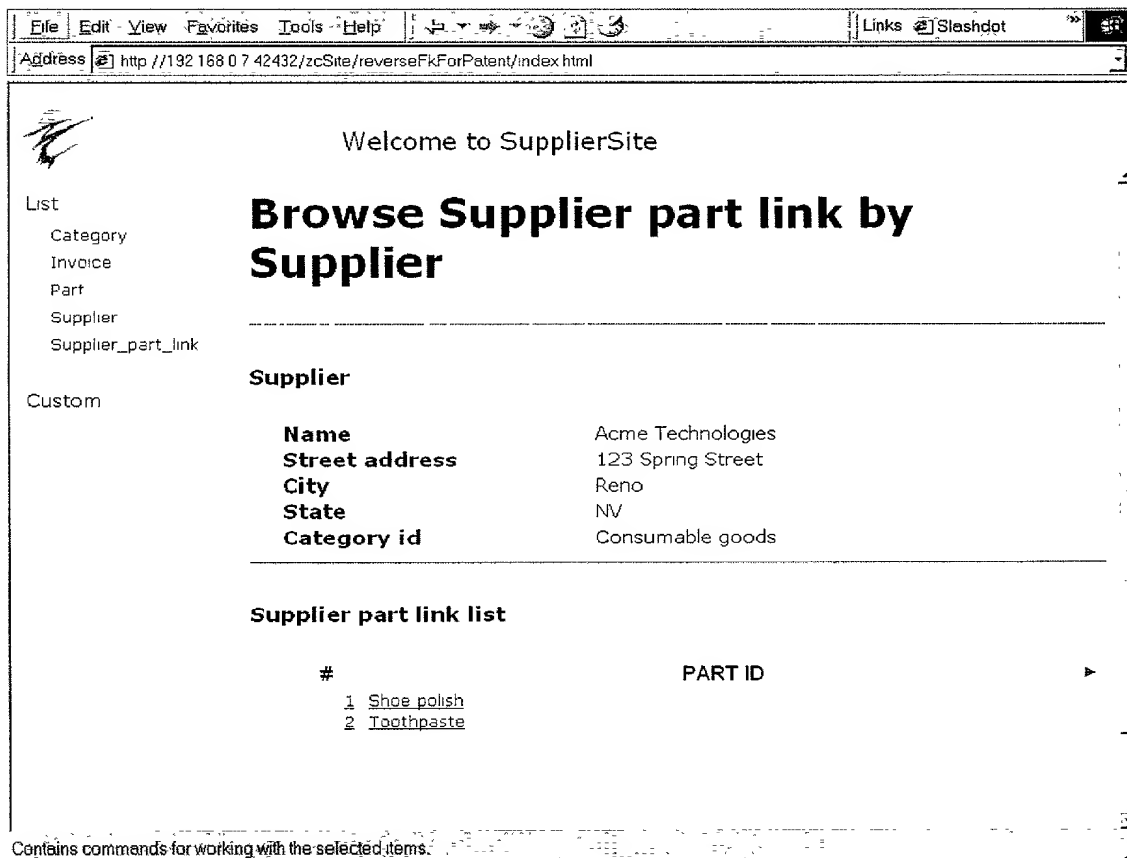 File Edit View Favorites Tools Help Links Slashdot »
Address http //192 168 0 7 42432/zcSite/reverseFkForPatent/index html
Welcome to SupplierSite
List
Category
Invoice
Part
Supplier
Supplier_part_link
Custom
Browse Supplier part link by
Supplier
Supplier
Name Acme Technologies
Street address 123 Spring Street
City Reno
State NV
Category id Consumable goods
Supplier part link list
# PART ID
1 Shoe polish
2 Toothpaste
Contains commands for working with the selected items.